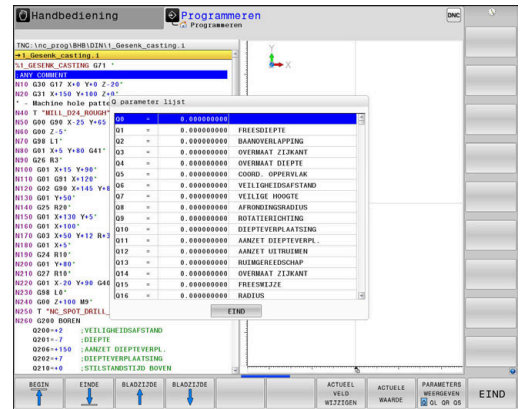 Handbediening
Programmeren
Programmeren
DNC
TNC:\nc_prog\BHB\DIN\1_Gesenk_casting.i
→1_Gesenk_casting.i
%1_GESENK_CASTING G71 *
;ANY COMMENT
N10 G30 G17 X+0 Y+0 Z-20*
N20 G31 X+150 Y+100 Z+0*
* - Machine hole patte
N40 T "MILL_D24_ROUGH"
N50 G00 G90 X-25 Y+65
N60 G00 Z-5*
N70 G98 L1*
N80 G01 X+5 Y+80 G41*
N90 G26 R3*
N100 G01 X+15 Y+90*
N110 G01 G91 X+120*
N120 G02 G90 X+145 Y+8
N130 G01 Y+50*
N140 G25 R20*
N150 G01 X+130 Y+5*
N160 G01 X+100*
N170 G03 X+50 Y+12 R+3
N180 G01 X+5*
N190 G24 R18*
N200 G01 Y+80*
N210 G27 R10*
N220 G01 X-20 Y+90 G40
N230 G98 L0*
N240 G00 Z+100 M9*
N250 T "NC_SPOT_DRILL_
N260 G200 BOREN
Q200=+2 ;VEILIGHEIDSAFSTAND
Q201=-7 ;DIEPTE
Q206=+150 ;AANZET DIEPTEVERPL.
Q202=+7 ;DIEPTEVERPLAATSING
Q210=+0 ;STILSTANDSTIJD BOVEN
Y
X
Q parameter lijst
Q0 = 0.000000000
Q1 = 0.000000000 FREESDIEPTE
Q2 = 0.000000000 BAANOVERLAPPING
Q3 = 0.000000000 OVERMAAT ZIJKANT
Q4 = 0.000000000 OVERMAAT DIEPTE
Q5 = 0.000000000 COORD. OPPERVLAK
Q6 = 0.000000000 VEILIGHEIDSAFSTAND
Q7 = 0.000000000 VEILIGE HOOGTE
Q8 = 0.000000000 AFRONDINGSRADIUS
Q9 = 0.000000000 ROTATIERICHTING
Q10 = 0.000000000 DIEPTEVERPLAATSING
Q11 = 0.000000000 AANZET DIEPTEVERPL.
Q12 = 0.000000000 AANZET UITRUIMEN
Q13 = 0.000000000 RUIMGEREEDSCHAP
Q14 = 0.000000000 OVERMAAT ZIJKANT
Q15 = 0.000000000 FREESWIJZE
Q16 = 0.000000000 RADIUS
EIND
BEGIN
EINDE
BLADZIJDE
BLADZIJDE
ACTUEEL
VELD
WIJZIGEN
ACTUELE
WAARDE
PARAMETERS
WEERGEVEN
Q QL QR QS
EIND